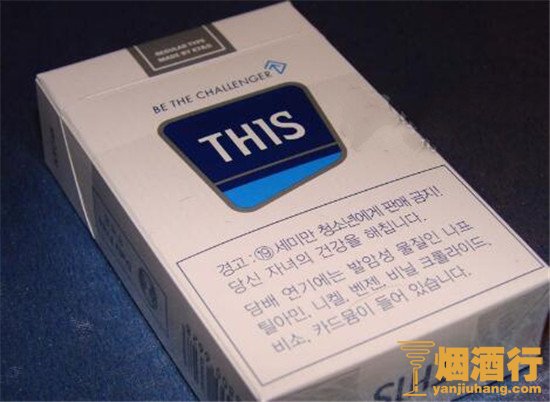 REGULAR TYPE
MADE BY KT&G
BE THE CHALLENGER
THIS
경고 : 19세미만 청소년에게 판매 금지!
당신 자녀의 건강을 해칩니다.
담배 연기에는 발암성 물질인 나프
틸아민, 니켈, 벤젠, 비닐 크롤라이드,
비소, 카드뮴이 들어 있습니다.
烟酒行
yanjiuhang.com